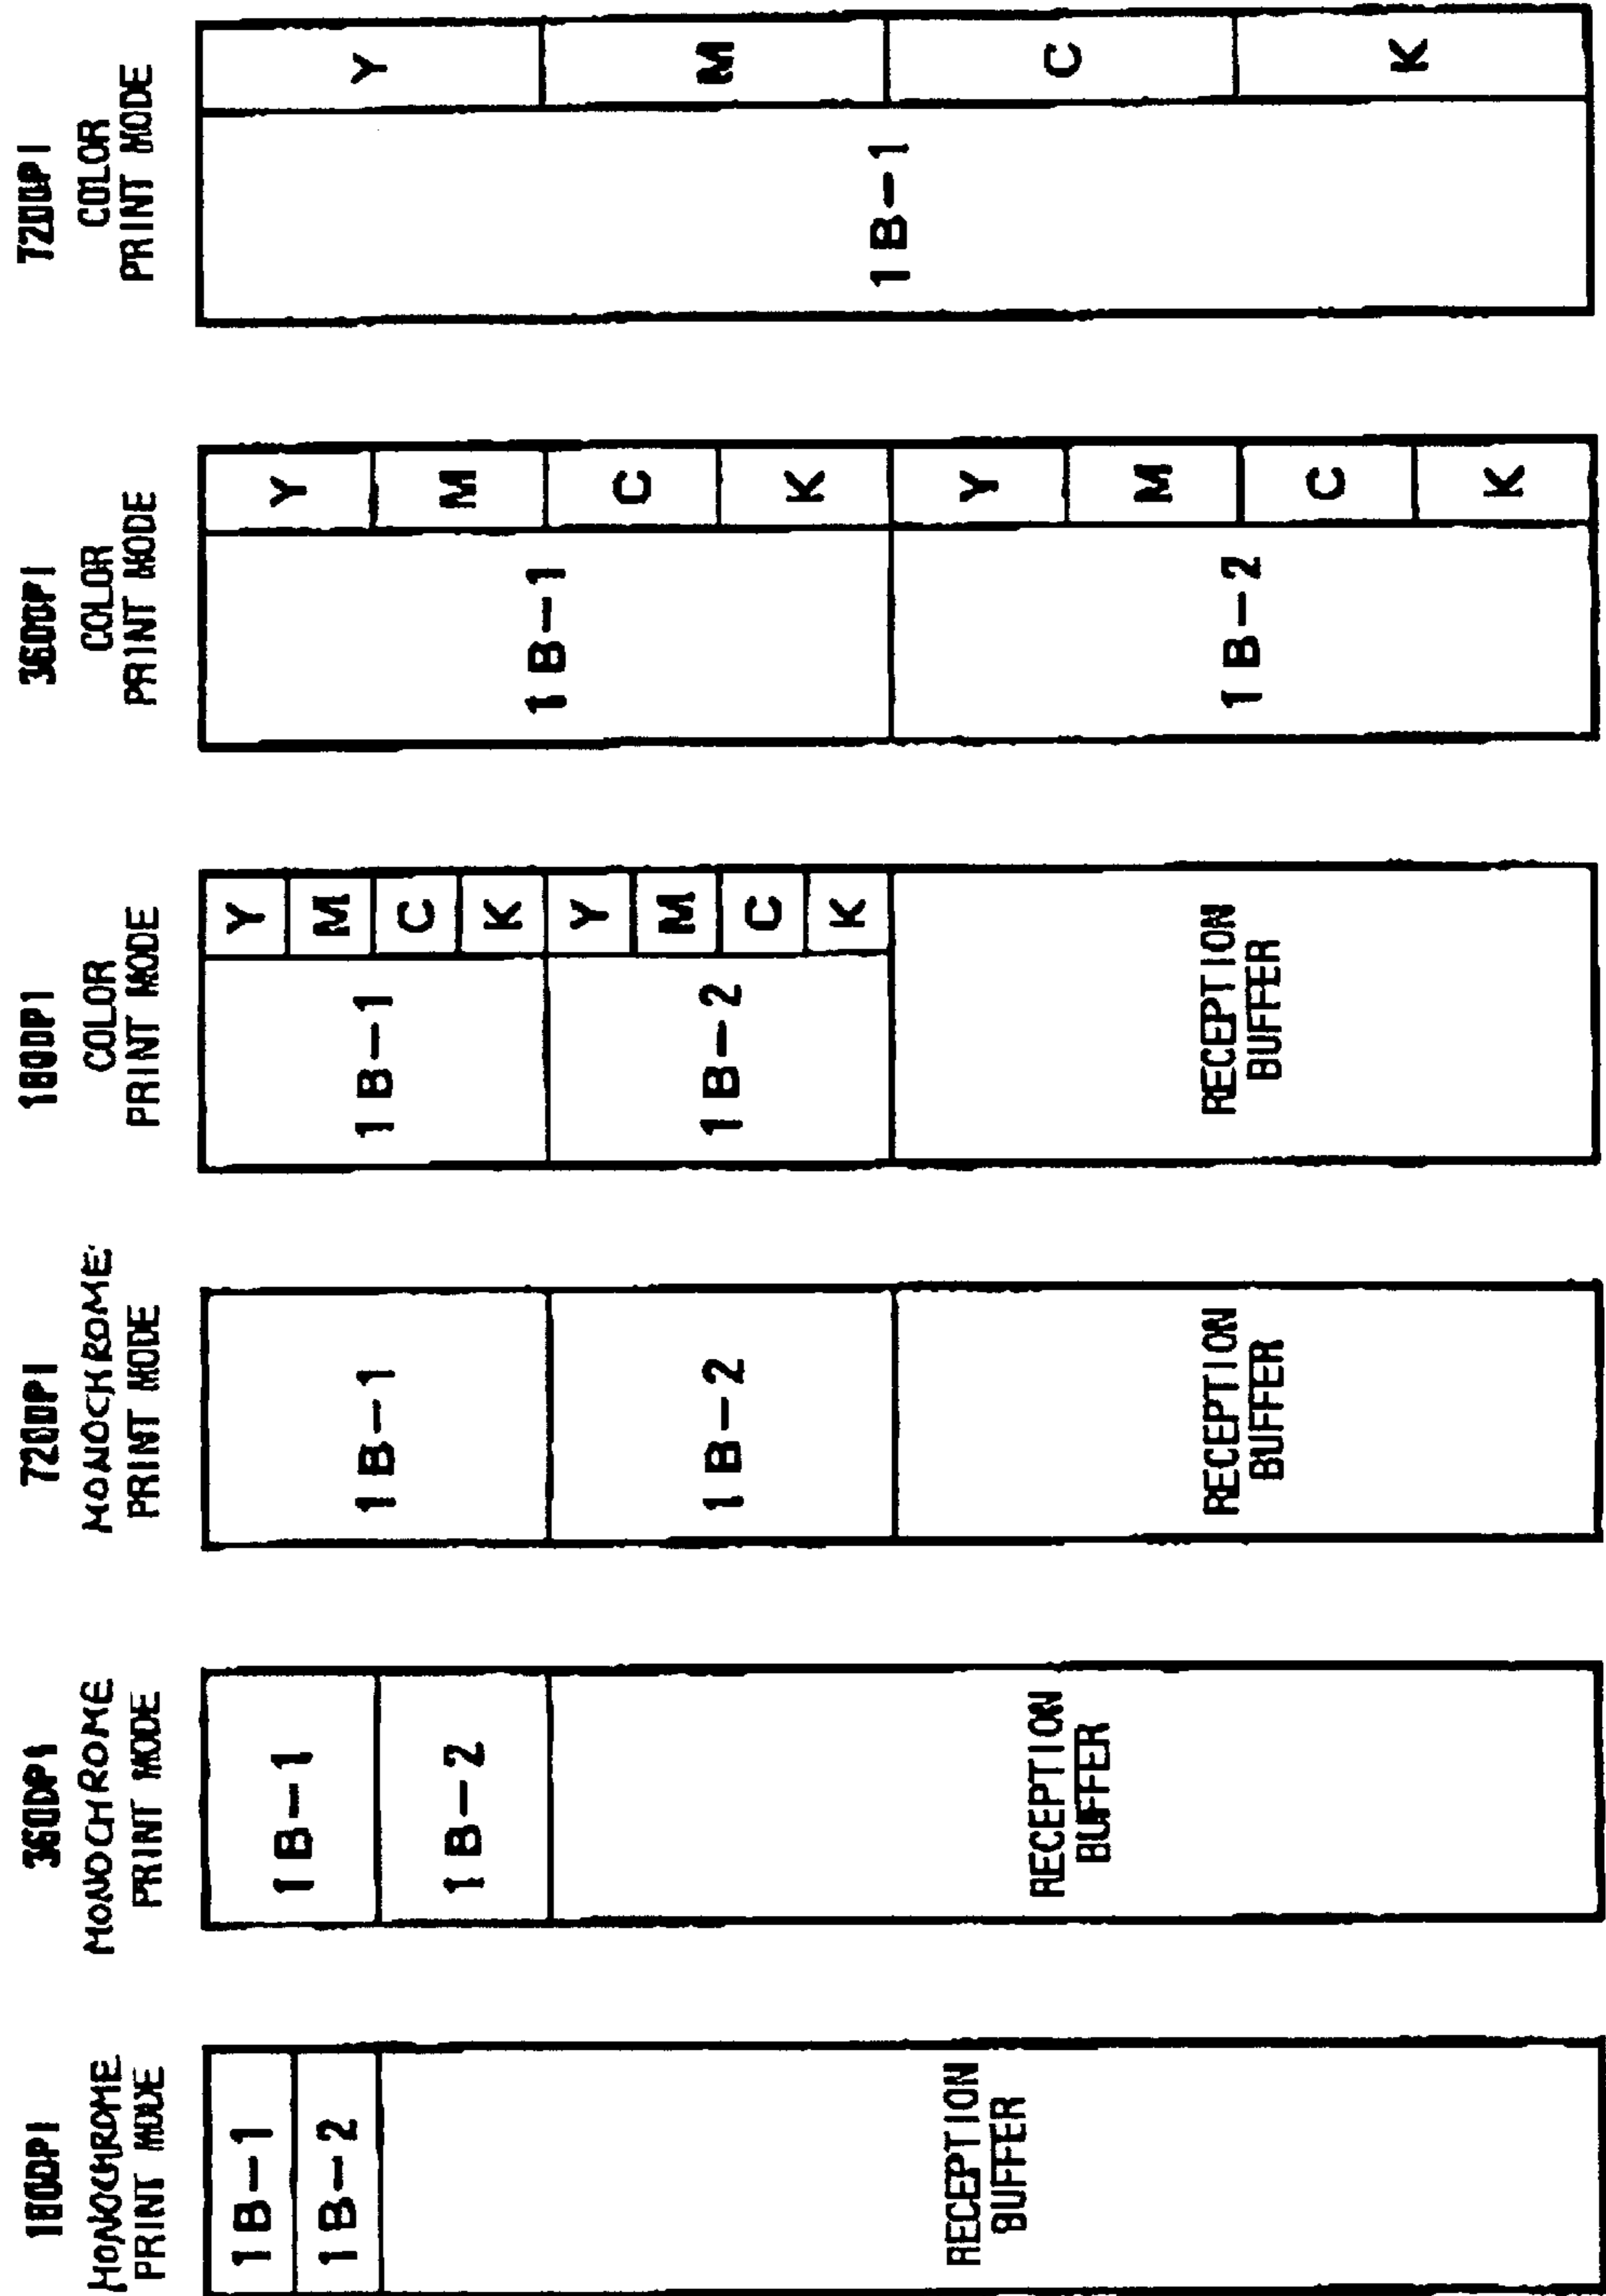 180DPI
MONOCHROME
PRINT MODE
1B-1
1B-2
RECEPTION
BUFFER
360DPI
MONOCHROME
PRINT MODE
1B-1
1B-2
RECEPTION
BUFFER
720DPI
MONOCHROME
PRINT MODE
1B-1
1B-2
RECEPTION
BUFFER
180DPI
COLOR
PRINT MODE
1B-1
Y
M
C
K
1B-2
Y
M
C
K
RECEPTION
BUFFER
360DPI
COLOR
PRINT MODE
1B-1
Y
M
C
K
1B-2
Y
M
C
K
720DPI
COLOR
PRINT MODE
1B-1
Y
M
C
K